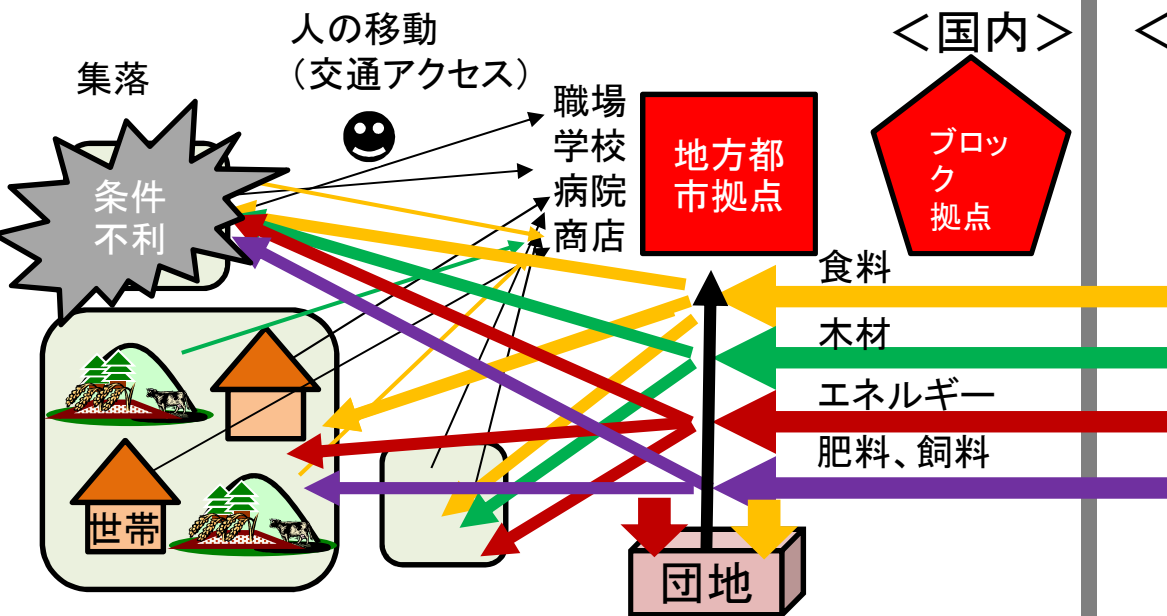 人の移動
（交通アクセス）
＜国内＞
＜
集落
職場
学校
病院
商店
条件
不利
地方都
市拠点
ブロッ
ク
拠点
食料
木材
エネルギー
肥料、飼料
世帯
団地